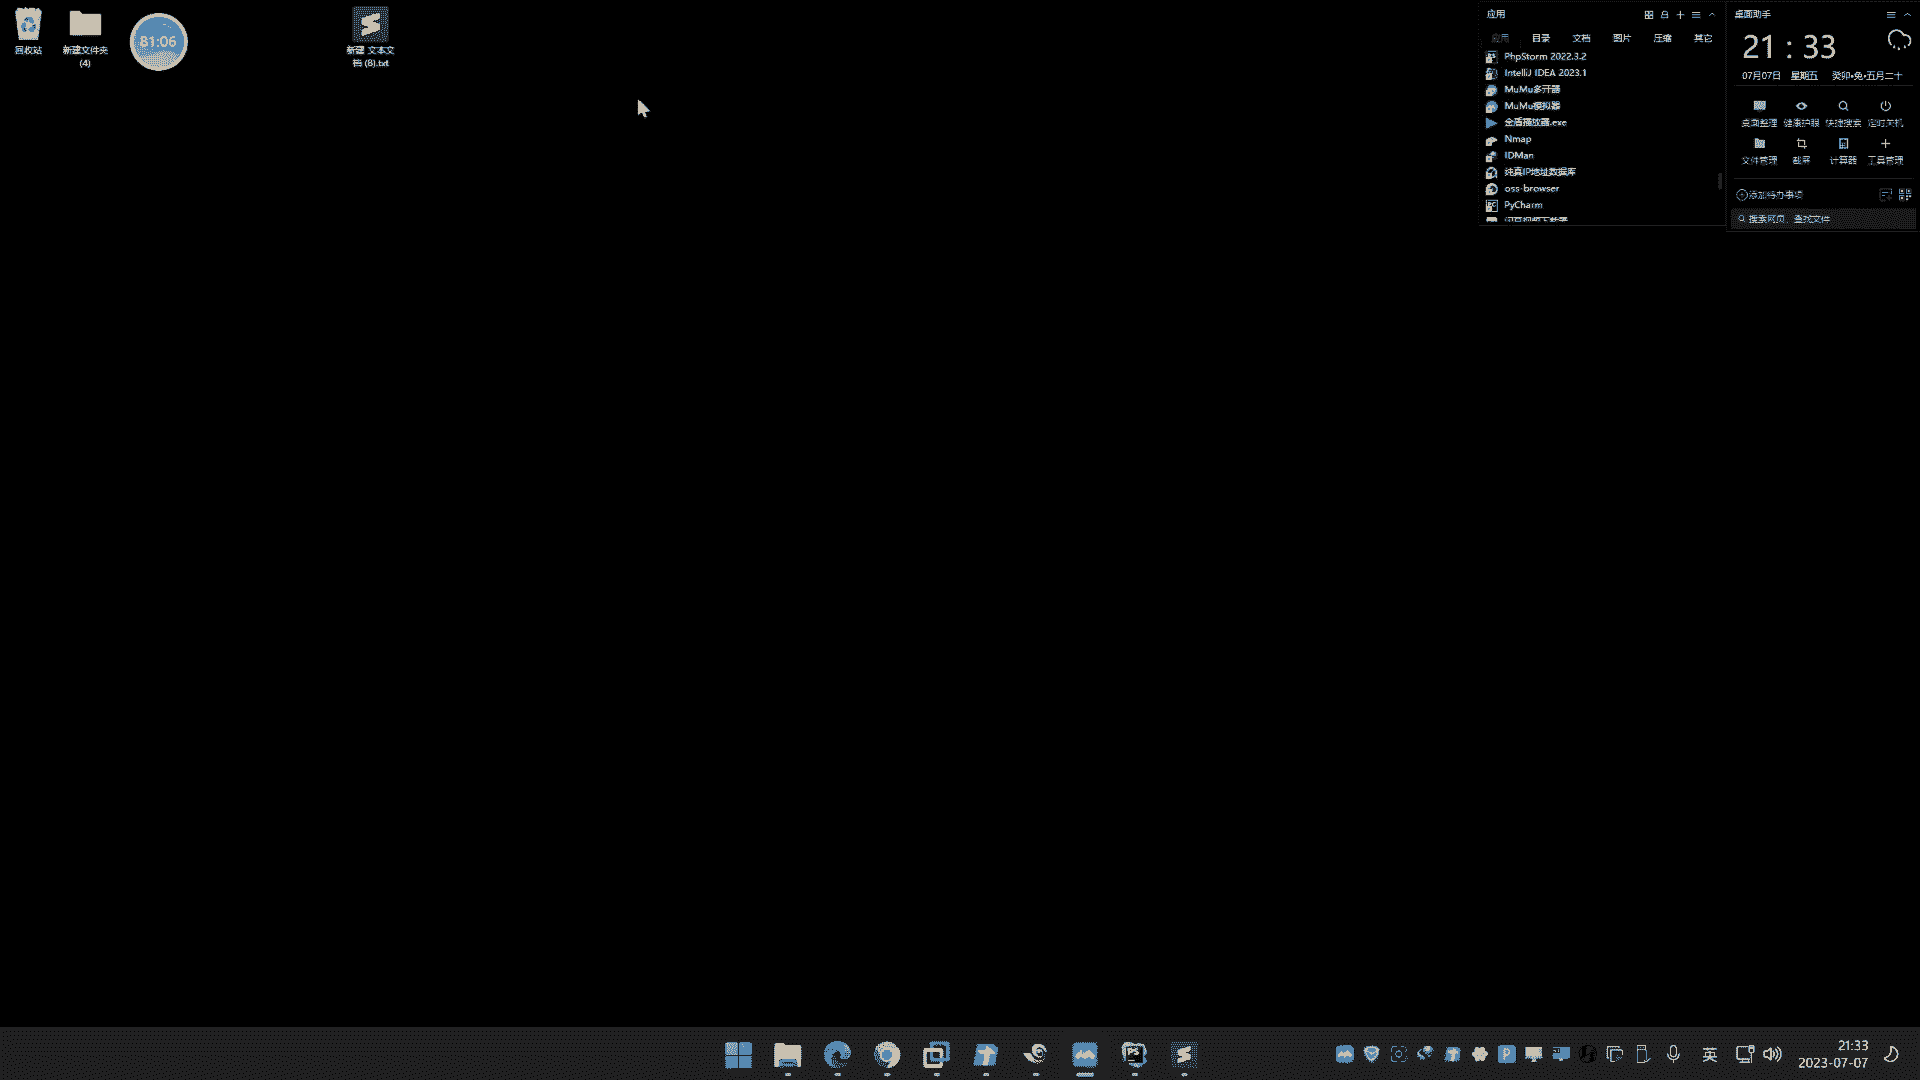 回收站
新建文件夹
(4)
81:06
新建 文本文
档 (8).txt
应用
应用 目录 文档 图片 压缩 其它
PhpStorm 2022.3.2
IntelliJ IDEA 2023.1
MuMu多开器
MuMu模拟器
金盾播放器.exe
Nmap
IDMan
纯真IP地址数据库
oss-browser
PyCharm
桌面助手
21 : 33
07月07日 星期五 癸卯•兔•五月二十
桌面整理 健康护眼 快捷搜索 定时关机
文件管理 截屏 计算器 工具管理
添加待办事项
搜索网页、查找文件
英
21:33
2023-07-07